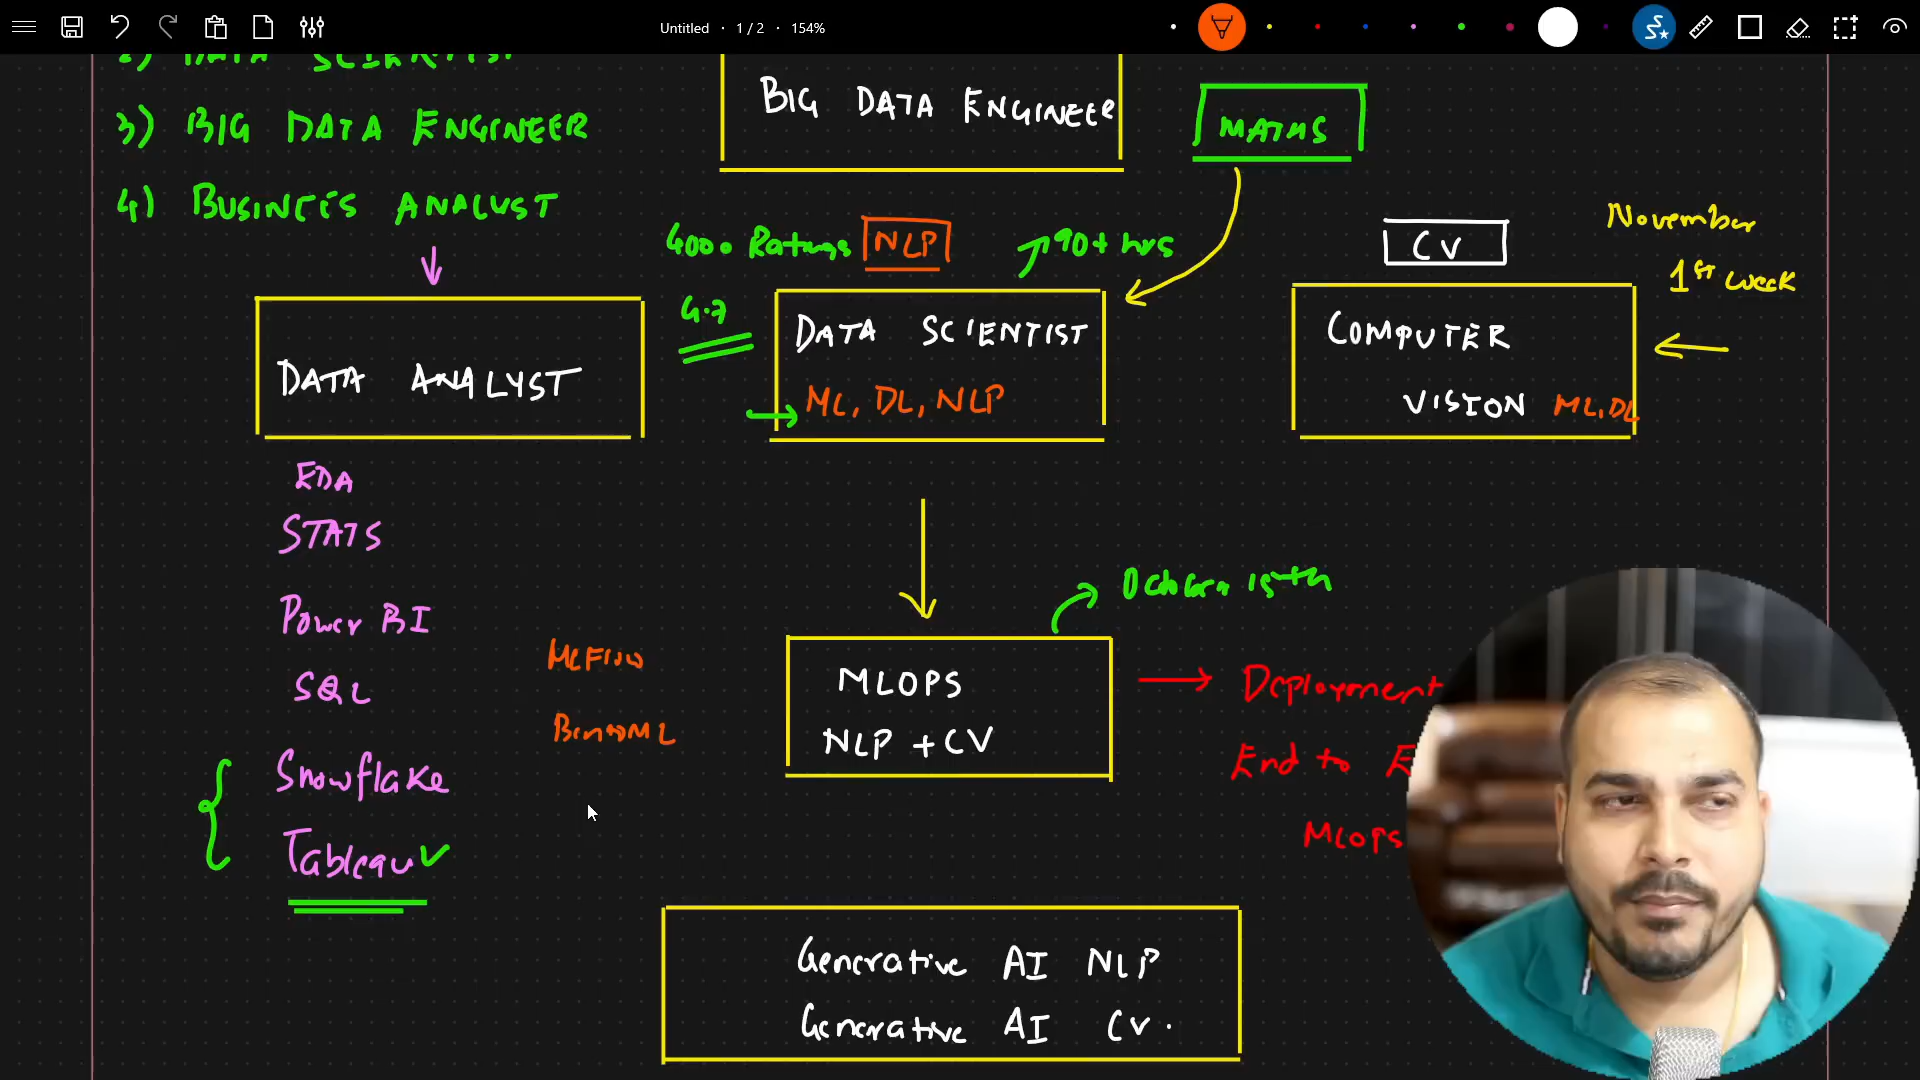 Untitled • 1 / 2 • 154%
2) DATA SCIENTIST
3) BIG DATA ENGINEER
BIG DATA ENGINEER
MATHS
4) BUSINESS ANALYST
4000 Ratings
NLP
90+ hrs
CV
November
1st week
4.7
DATA ANALYST
DATA SCIENTIST
ML, DL, NLP
COMPUTER
VISION ML, DL
EDA
STATS
Power BI
SQL
Snowflake
Tableau
MLFlow
BentoML
October 15th
MLOPS
NLP + CV
Deployment
End to E
MLOPS
Generative AI NLP
Generative AI CV.